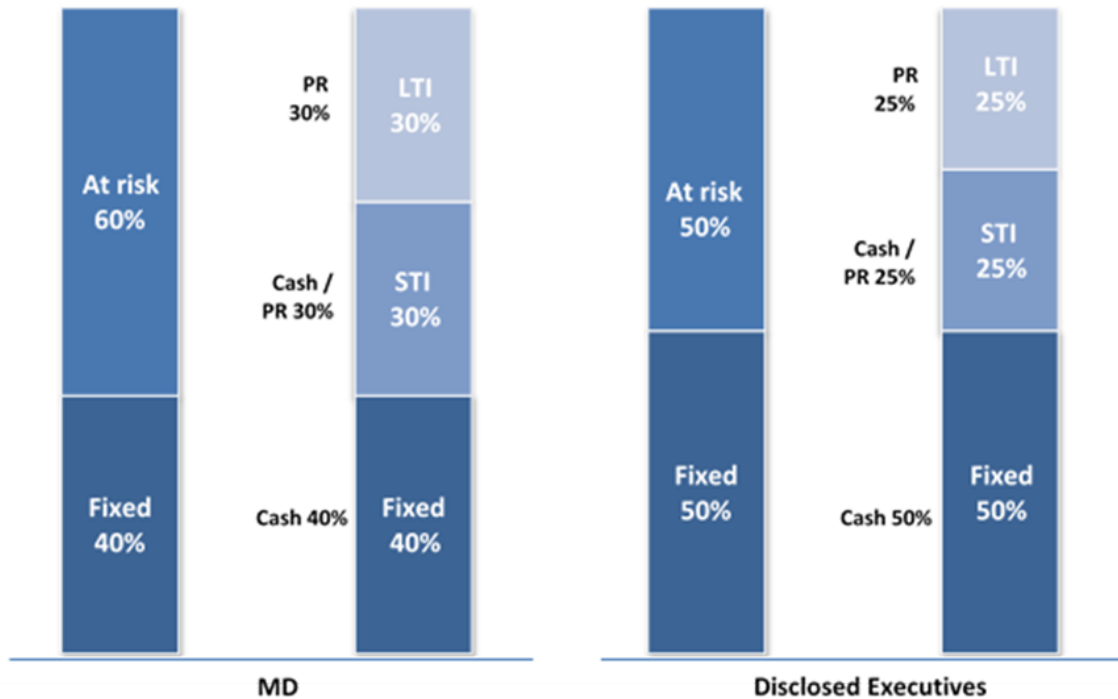 At risk
60%
Fixed
40%
PR
30%
Cash /
PR 30%
Cash 40%
LTI
30%
STI
30%
Fixed
40%
MD
At risk
50%
Fixed
50%
PR
25%
Cash /
PR 25%
Cash 50%
LTI
25%
STI
25%
Fixed
50%
Disclosed Executives